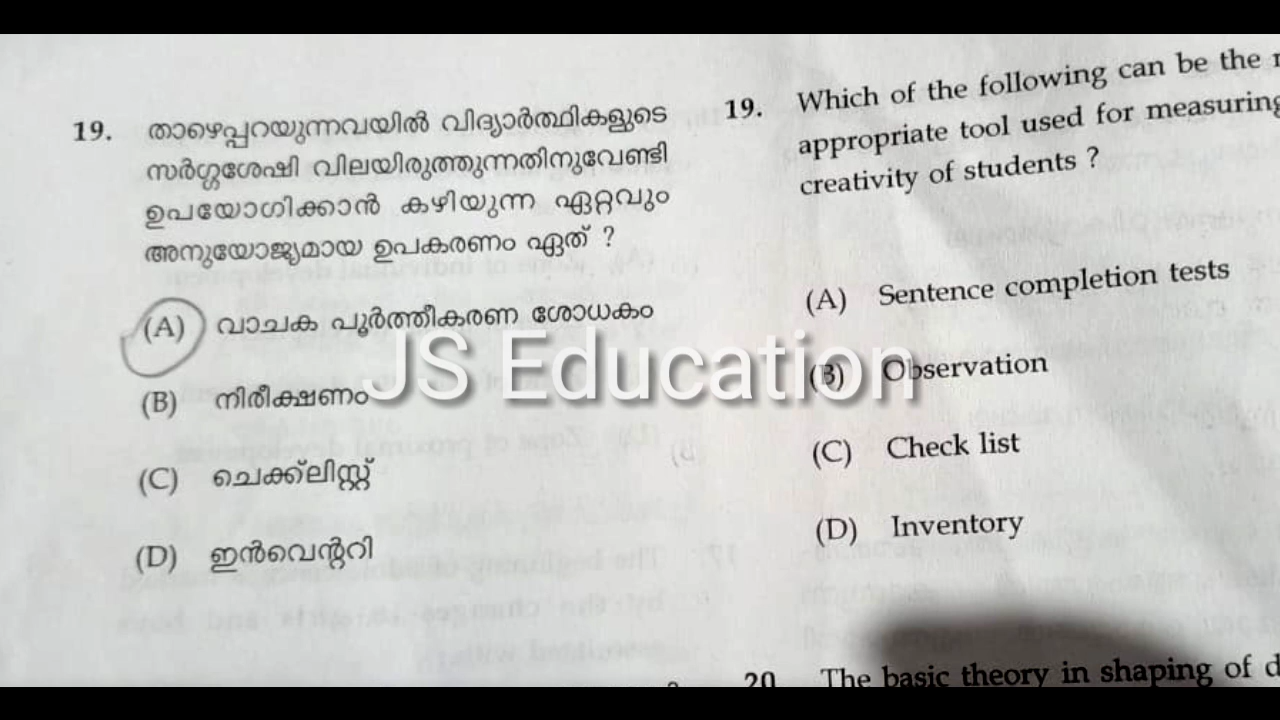 19. താഴെപ്പറയുന്നവയിൽ വിദ്യാർത്ഥികളുടെ
സർഗ്ഗശേഷി വിലയിരുത്തുന്നതിനുവേണ്ടി
ഉപയോഗിക്കാൻ കഴിയുന്ന ഏറ്റവും
അനുയോജ്യമായ ഉപകരണം ഏത് ?
(A) വാചക പൂർത്തീകരണ ശോധകം
(B) നിരീക്ഷണം
(C) ചെക്ക്‌ലിസ്റ്റ്
(D) ഇൻവെന്ററി
19. Which of the following can be the
appropriate tool used for measuring
creativity of students ?
(A) Sentence completion tests
(B) Observation
(C) Check list
(D) Inventory
20 The basic theory in shaping of
JS Education